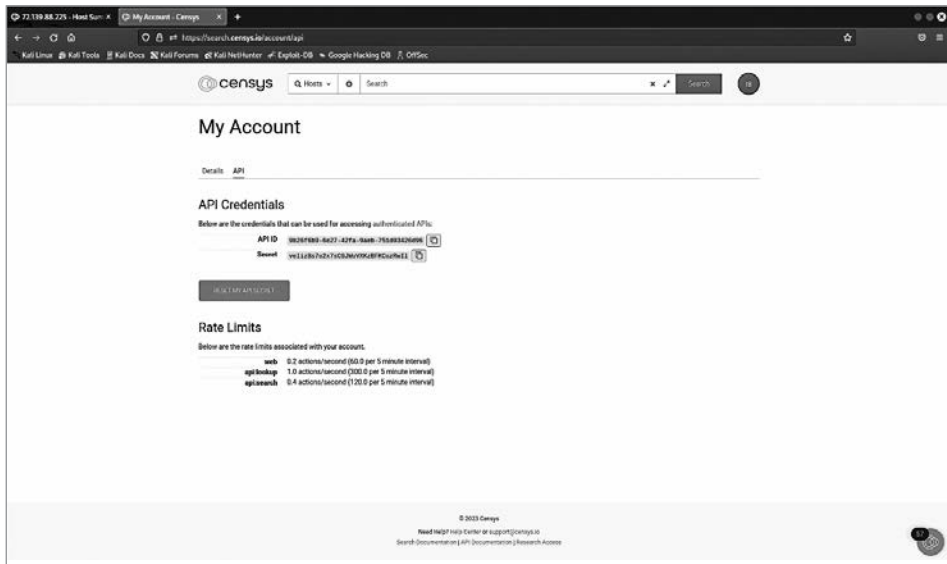 72.139.88.225 - Host Sum × My Account - Censys × +
https://search.censys.io/account/api
Kali Linux Kali Tools Kali Docs Kali Forums Kali NetHunter Exploit-DB Google Hacking DB OffSec
censys Hosts Search Search
My Account
Details API
API Credentials
Below are the credentials that can be used for accessing authenticated APIs:
API ID
Secret
RESET MY API SECRET
Rate Limits
Below are the rate limits associated with your account.
web 0.2 actions/second (60.0 per 5 minute interval)
api:lookup 1.0 actions/second (300.0 per 5 minute interval)
api:search 0.4 actions/second (120.0 per 5 minute interval)
© 2023 Censys
Need Help? Help Center or support@censys.io
Search Documentation | API Documentation | Research Access
57